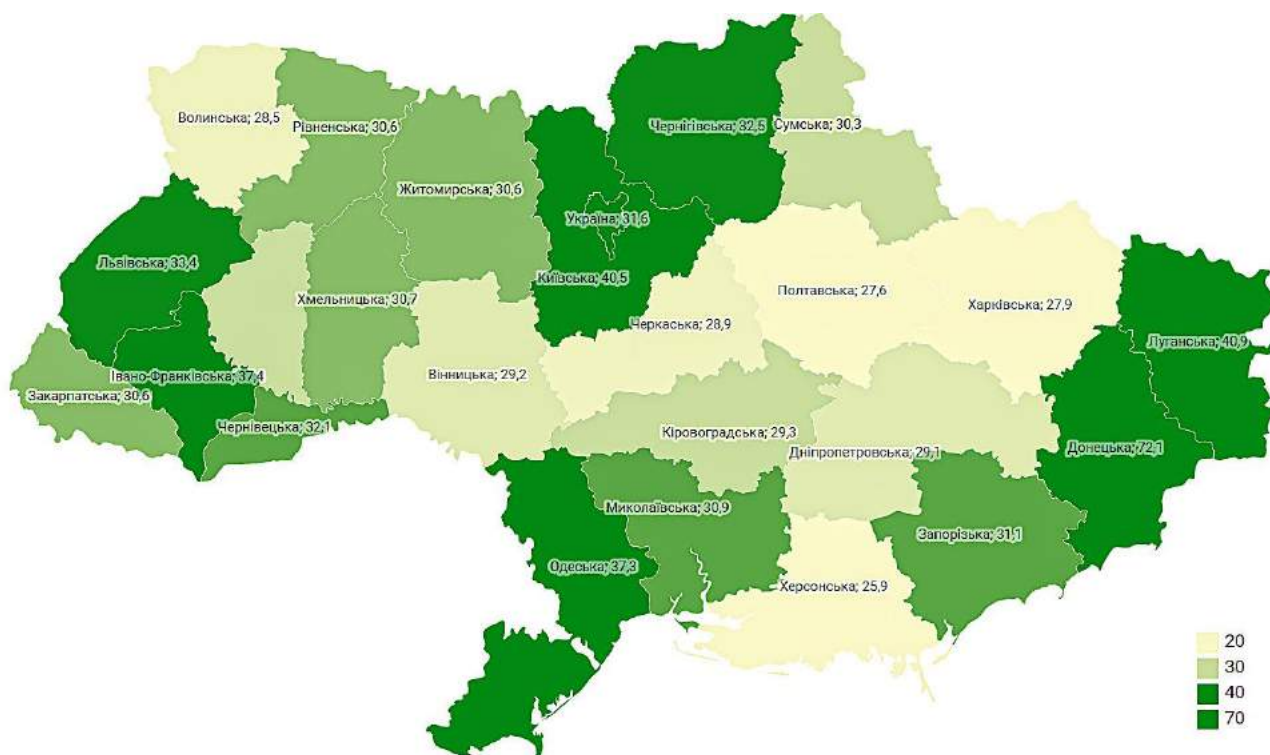 Волинська; 28,5
Рівненська; 30,6
Чернігівська; 32,5
Сумська; 30,3
Житомирська; 30,6
Україна; 31,6
Львівська; 33,4
Київська; 40,5
Полтавська; 27,6
Харківська; 27,9
Хмельницька; 30,7
Черкаська; 28,9
Луганська; 40,9
Івано-Франківська; 37,4
Вінницька; 29,2
Закарпатська; 30,6
Чернівецька; 32,1
Кіровоградська; 29,3
Дніпропетровська; 29,1
Донецька; 72,1
Миколаївська; 30,9
Запорізька; 31,1
Одеська; 37,3
Херсонська; 25,9
20
30
40
70